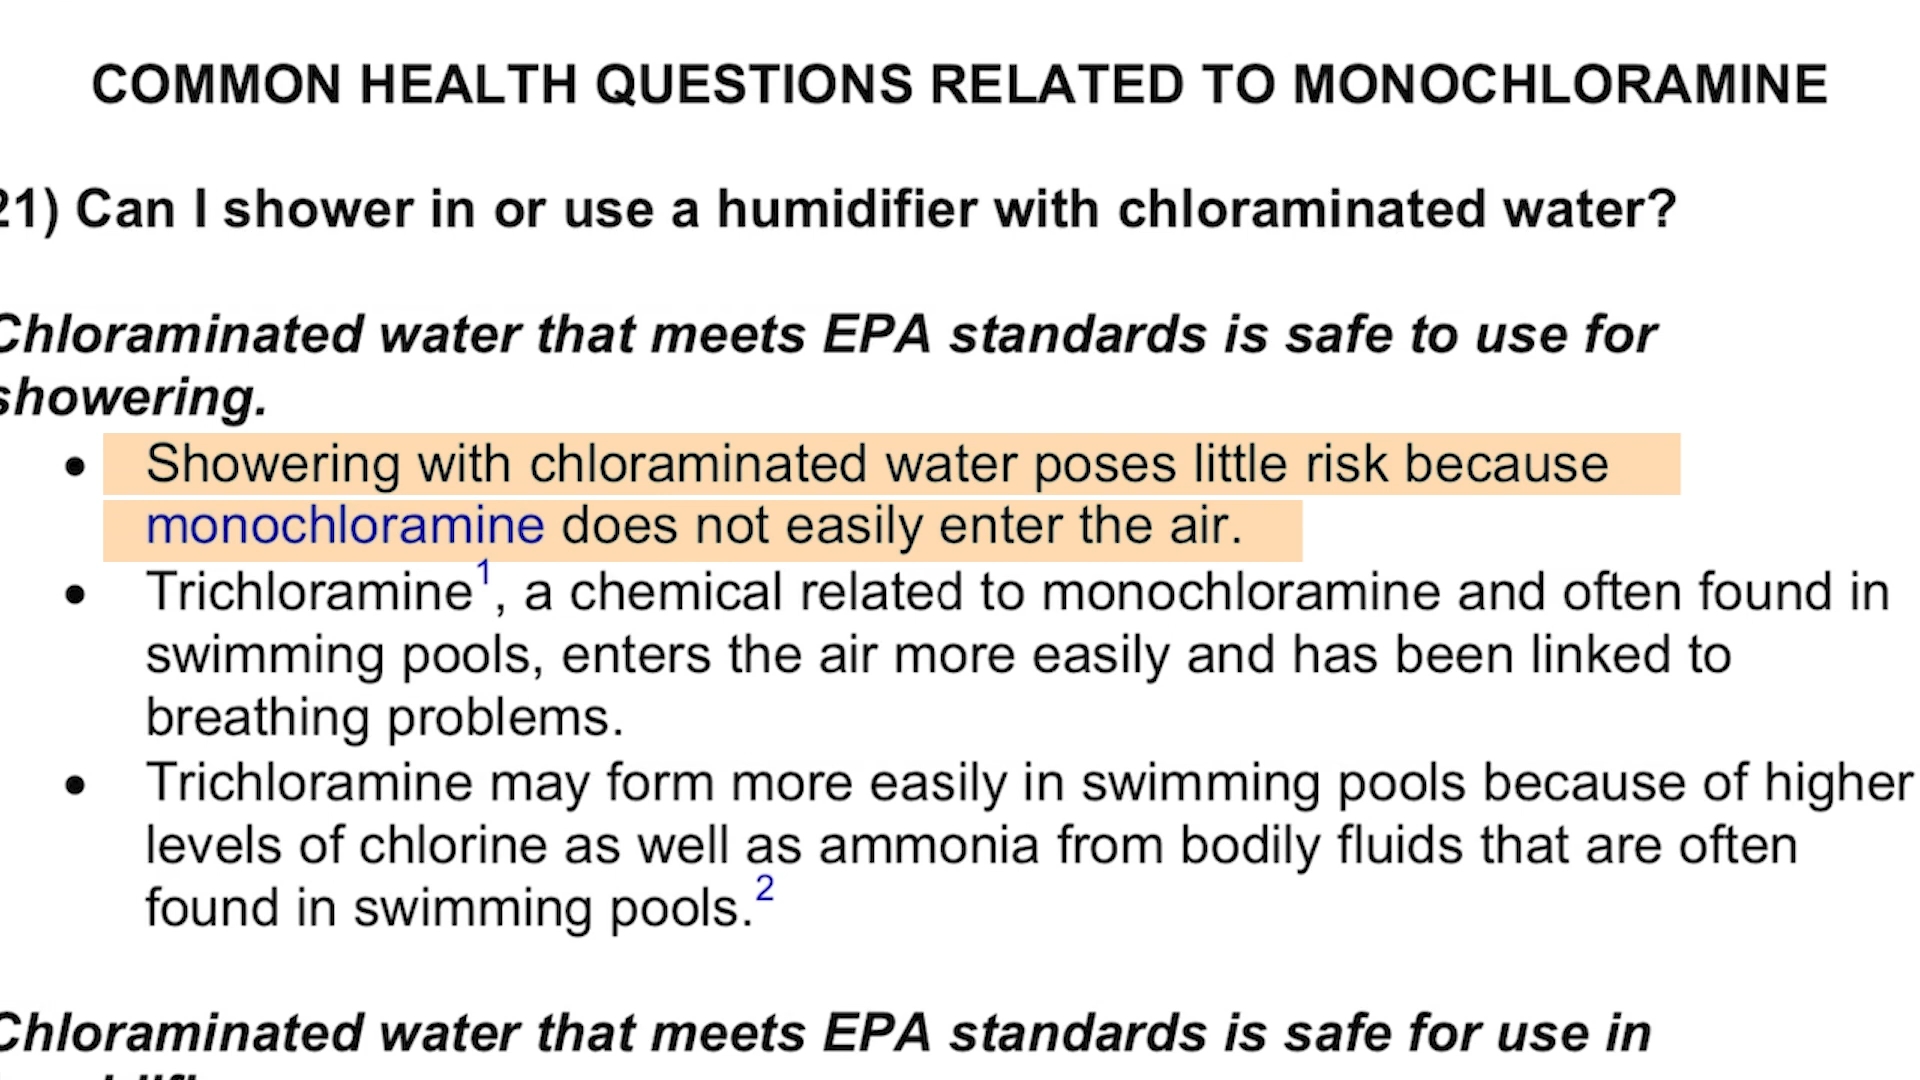 COMMON HEALTH QUESTIONS RELATED TO MONOCHLORAMINE
21) Can I shower in or use a humidifier with chloraminated water?
Chloraminated water that meets EPA standards is safe to use for
showering.
• Showering with chloraminated water poses little risk because
monochloramine does not easily enter the air.
• Trichloramine¹, a chemical related to monochloramine and often found in
swimming pools, enters the air more easily and has been linked to
breathing problems.
• Trichloramine may form more easily in swimming pools because of higher
levels of chlorine as well as ammonia from bodily fluids that are often
found in swimming pools.²
Chloraminated water that meets EPA standards is safe for use in